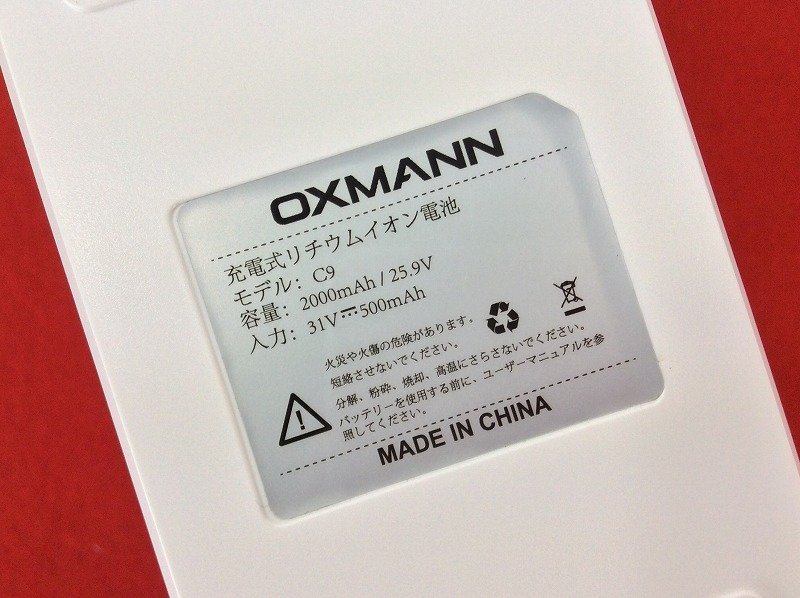 OXMANN
充電式リチウムイオン電池
モデル: C9
容量: 2000mAh / 25.9V
入力: 31V⎓500mAh
火災や火傷の危険があります。
短絡させないでください。
分解、粉砕、焼却、高温にさらさないでください。
バッテリーを使用する前に、ユーザーマニュアルを参
照してください。
MADE IN CHINA